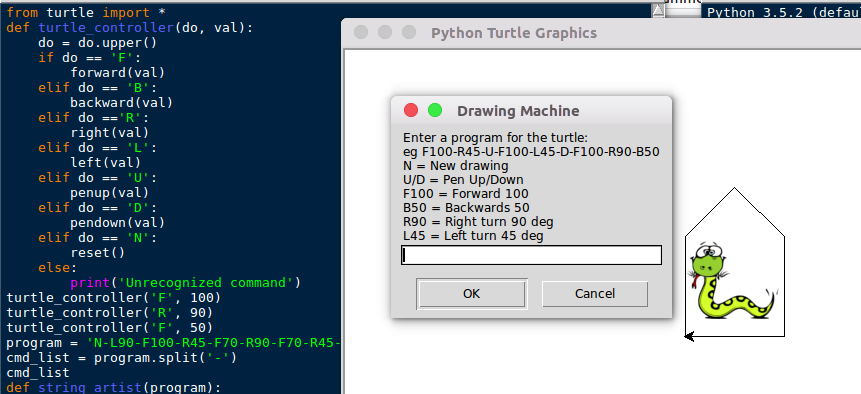 from turtle import *
def turtle_controller(do, val):
    do = do.upper()
    if do == 'F':
        forward(val)
    elif do == 'B':
        backward(val)
    elif do =='R':
        right(val)
    elif do == 'L':
        left(val)
    elif do == 'U':
        penup(val)
    elif do == 'D':
        pendown(val)
    elif do == 'N':
        reset()
    else:
        print('Unrecognized command')
turtle_controller('F', 100)
turtle_controller('R', 90)
turtle_controller('F', 50)
program = 'N-L90-F100-R45-F70-R90-F70-R45-
cmd_list = program.split('-')
cmd_list
def string_artist(program):
Python 3.5.2 (defau
Python Turtle Graphics
Drawing Machine
Enter a program for the turtle:
eg F100-R45-U-F100-L45-D-F100-R90-B50
N = New drawing
U/D = Pen Up/Down
F100 = Forward 100
B50 = Backwards 50
R90 = Right turn 90 deg
L45 = Left turn 45 deg
OK
Cancel